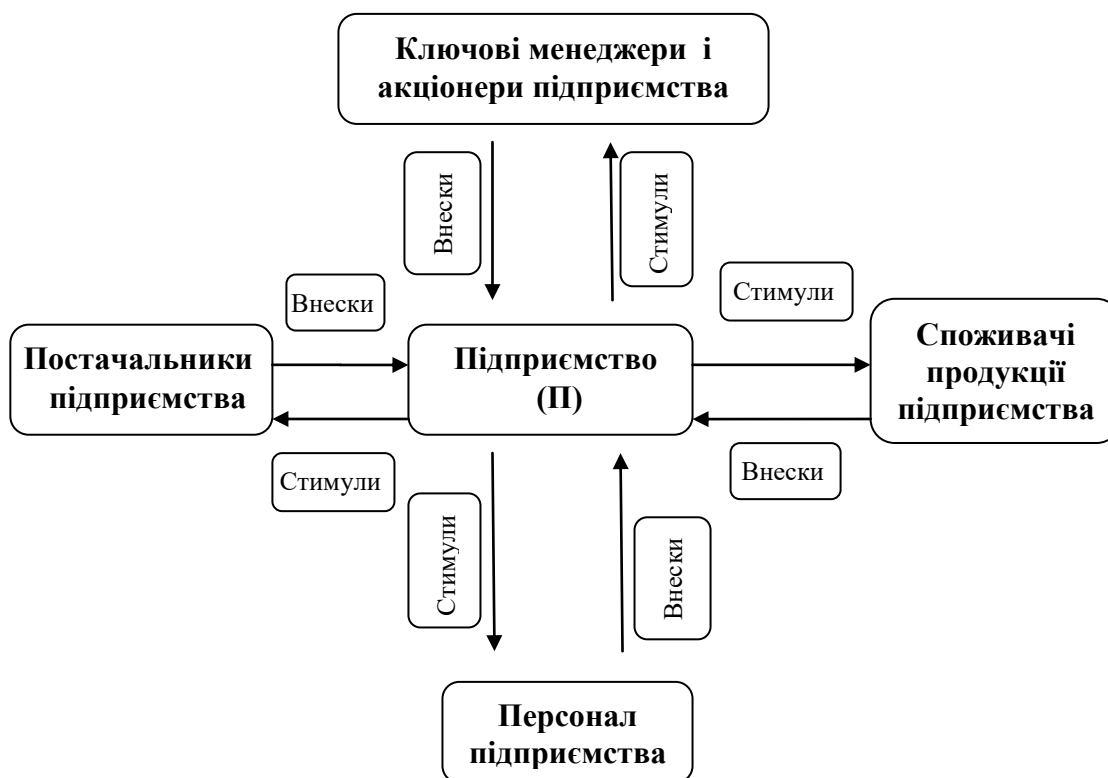 Ключові менеджери і
акціонери підприємства
Внески
Стимули
Внески
Стимули
Постачальники
підприємства
Підприємство
(П)
Споживачі
продукції
підприємства
Стимули
Внески
Стимули
Внески
Персонал
підприємства